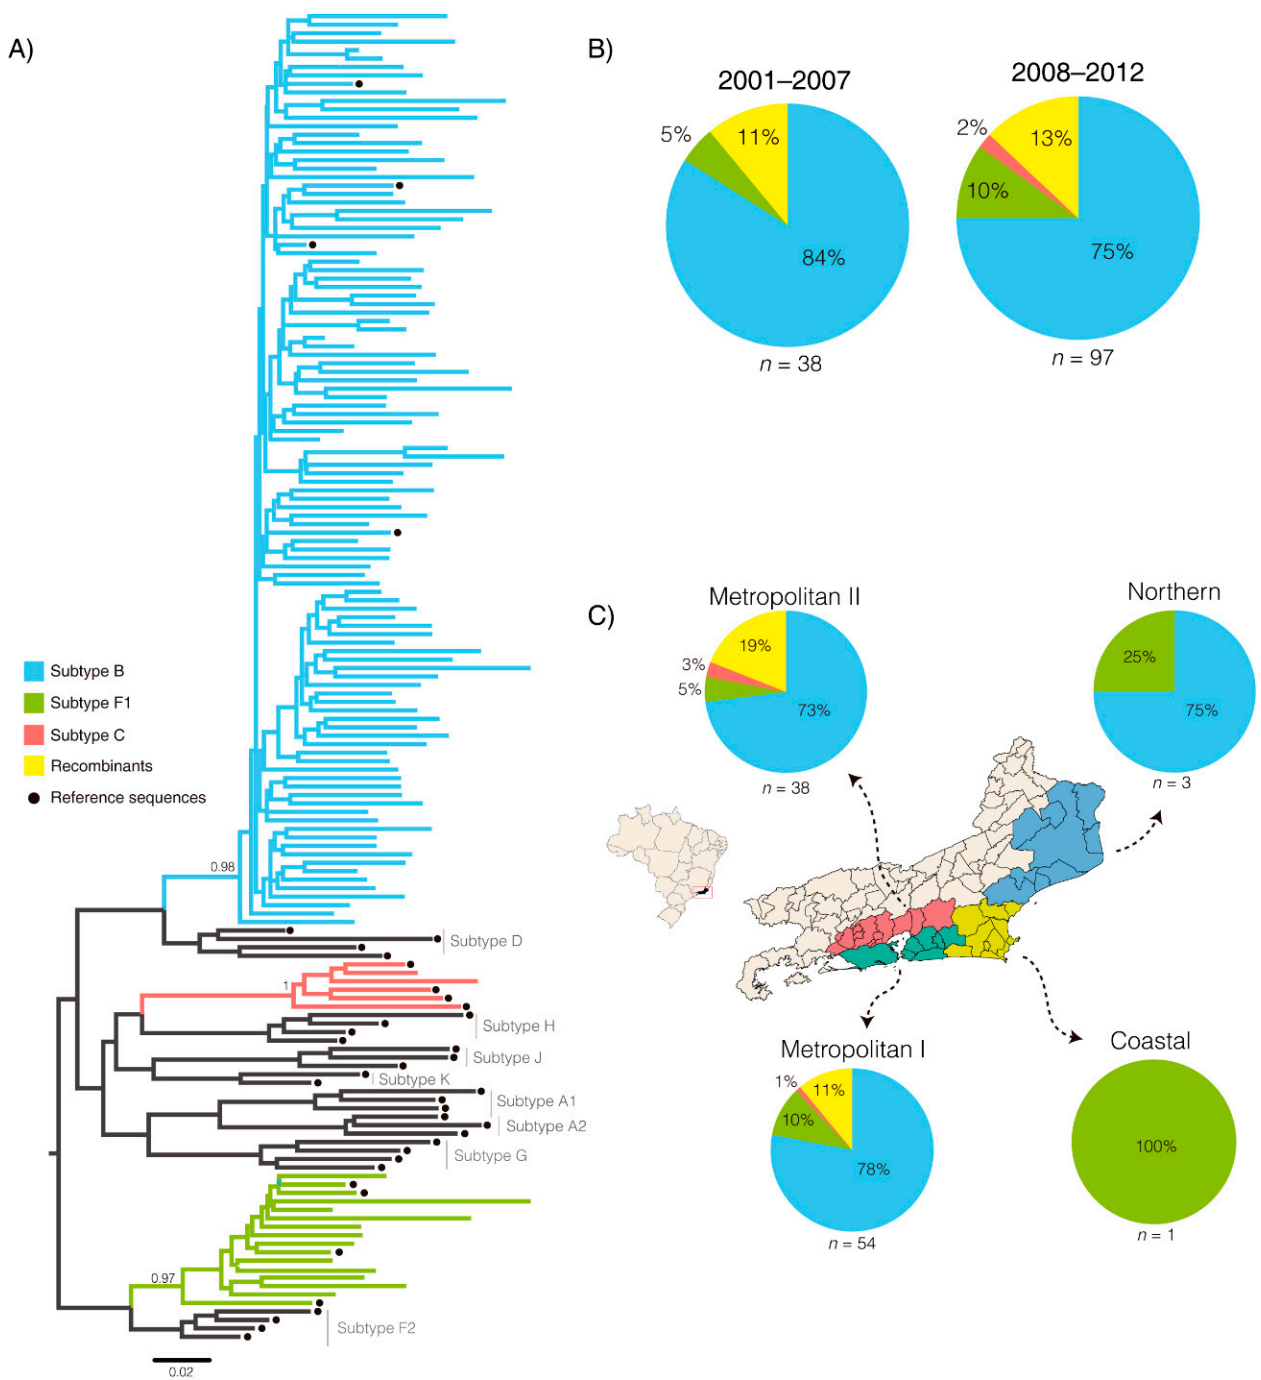 A)
Subtype B
Subtype F1
Subtype C
Recombinants
Reference sequences
0.98
Subtype D
1
Subtype H
Subtype J
Subtype K
Subtype A1
Subtype A2
Subtype G
0.97
Subtype F2
0.02
B)
2001–2007
5%
11%
84%
n = 38
2008–2012
2%
13%
10%
75%
n = 97
C)
Metropolitan II
19%
3%
5%
73%
n = 38
Northern
25%
75%
n = 3
Metropolitan I
1%
11%
10%
78%
n = 54
Coastal
100%
n = 1